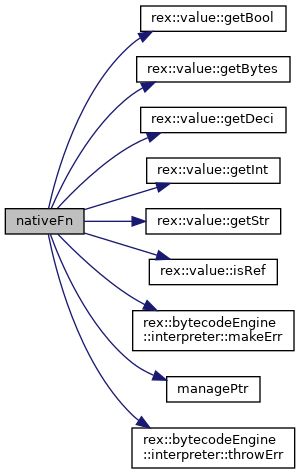 rex::value::getBool
rex::value::getBytes
rex::value::getDeci
rex::value::getInt
nativeFn
rex::value::getStr
rex::value::isRef
rex::bytecodeEngine
::interpreter::makeErr
managePtr
rex::bytecodeEngine
::interpreter::throwErr